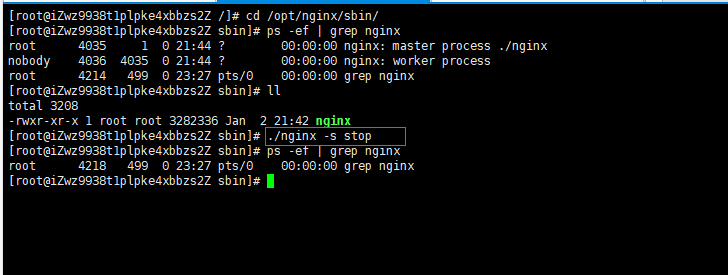 [root@iZwz9938t1plpke4xbbzs2Z /]# cd /opt/nginx/sbin/
[root@iZwz9938t1plpke4xbbzs2Z sbin]# ps -ef | grep nginx
root      4035     1  0 21:44 ?        00:00:00 nginx: master process ./nginx
nobody    4036  4035  0 21:44 ?        00:00:00 nginx: worker process
root      4214   499  0 23:27 pts/0    00:00:00 grep nginx
[root@iZwz9938t1plpke4xbbzs2Z sbin]# ll
total 3208
-rwxr-xr-x 1 root root 3282336 Jan  2 21:42 nginx
[root@iZwz9938t1plpke4xbbzs2Z sbin]# ./nginx -s stop
[root@iZwz9938t1plpke4xbbzs2Z sbin]# ps -ef | grep nginx
root      4218   499  0 23:27 pts/0    00:00:00 grep nginx
[root@iZwz9938t1plpke4xbbzs2Z sbin]#